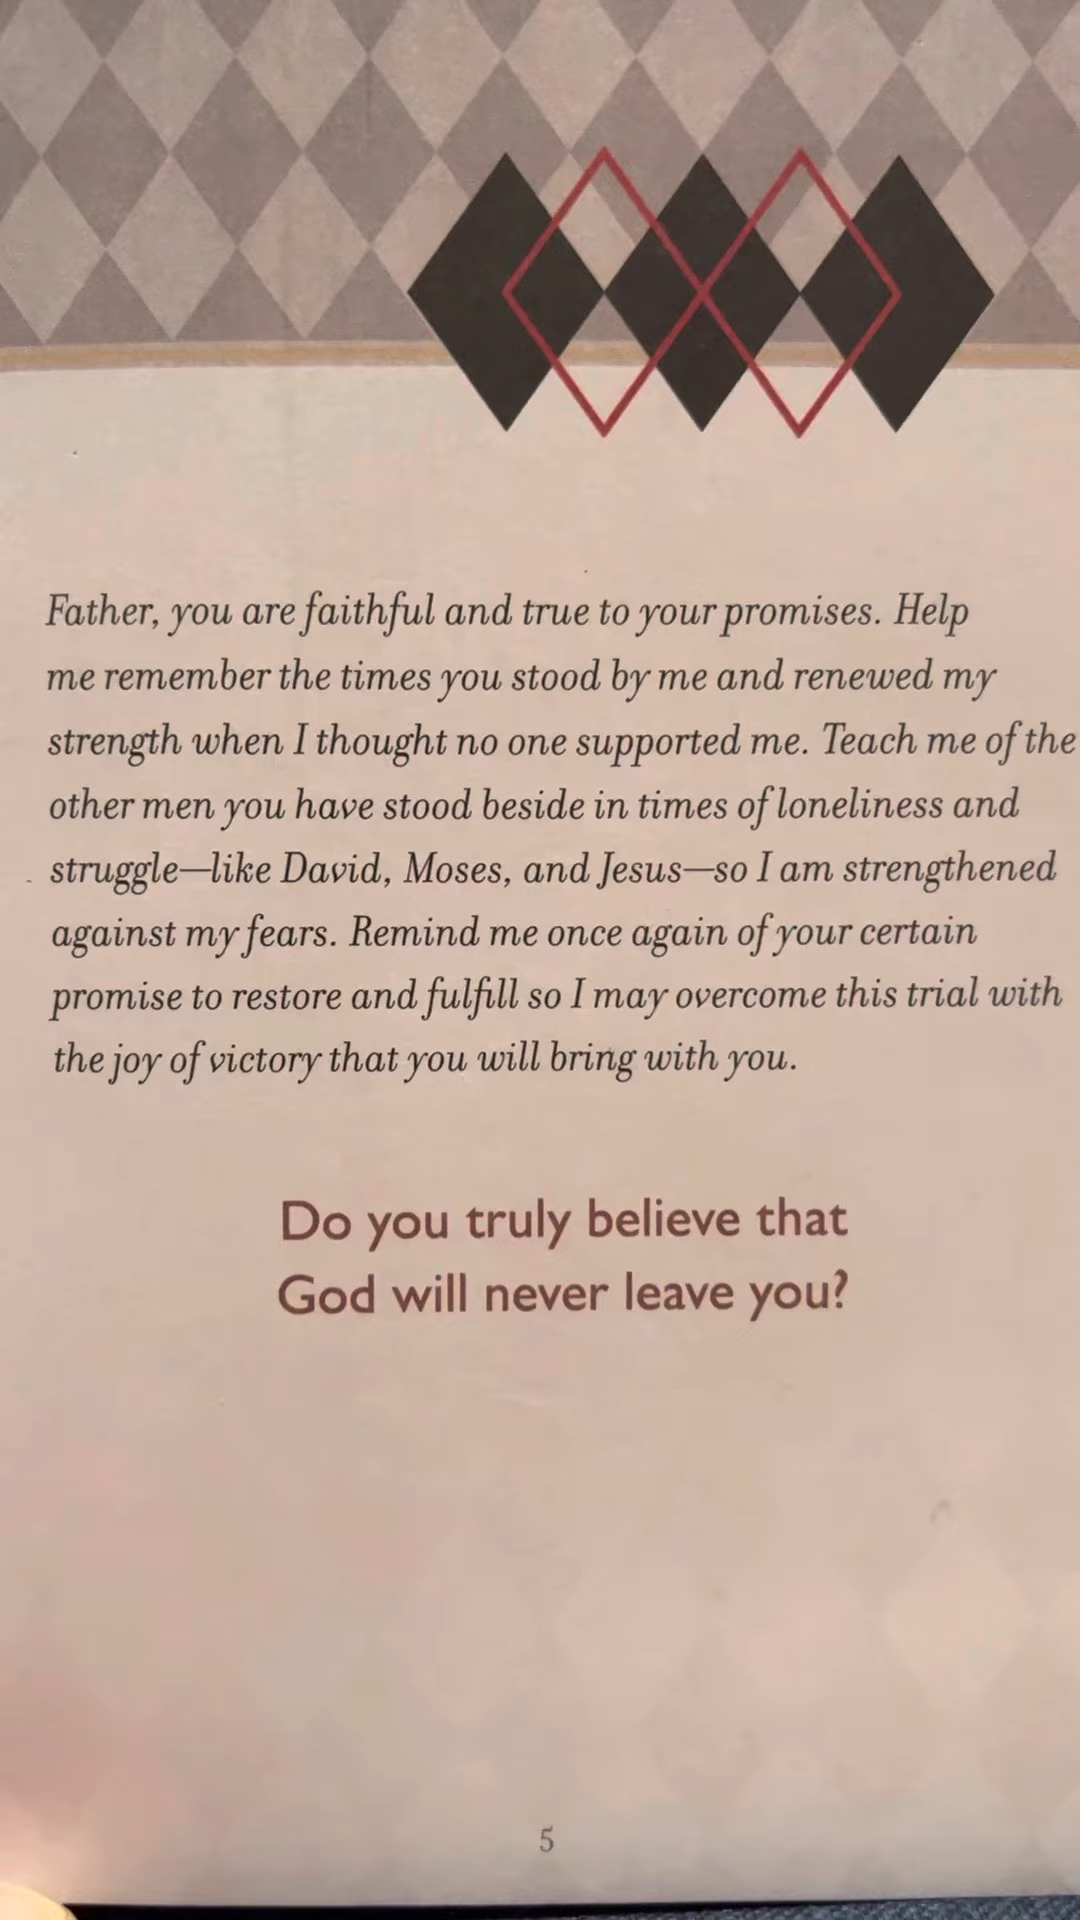 Father, you are faithful and true to your promises. Help
me remember the times you stood by me and renewed my
strength when I thought no one supported me. Teach me of the
other men you have stood beside in times of loneliness and
struggle—like David, Moses, and Jesus—so I am strengthened
against my fears. Remind me once again of your certain
promise to restore and fulfill so I may overcome this trial with
the joy of victory that you will bring with you.
Do you truly believe that
God will never leave you?
5